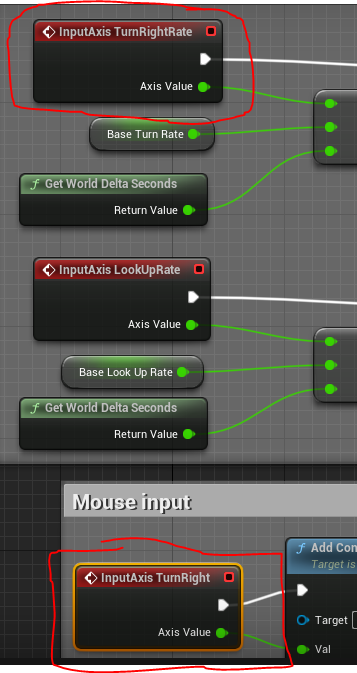 InputAxis TurnRightRate
Axis Value
Base Turn Rate
f Get World Delta Seconds
Return Value
InputAxis LookUpRate
Axis Value
Base Look Up Rate
f Get World Delta Seconds
Return Value
Mouse input
InputAxis TurnRight
Axis Value
f Add Con
Target is
Target
Val